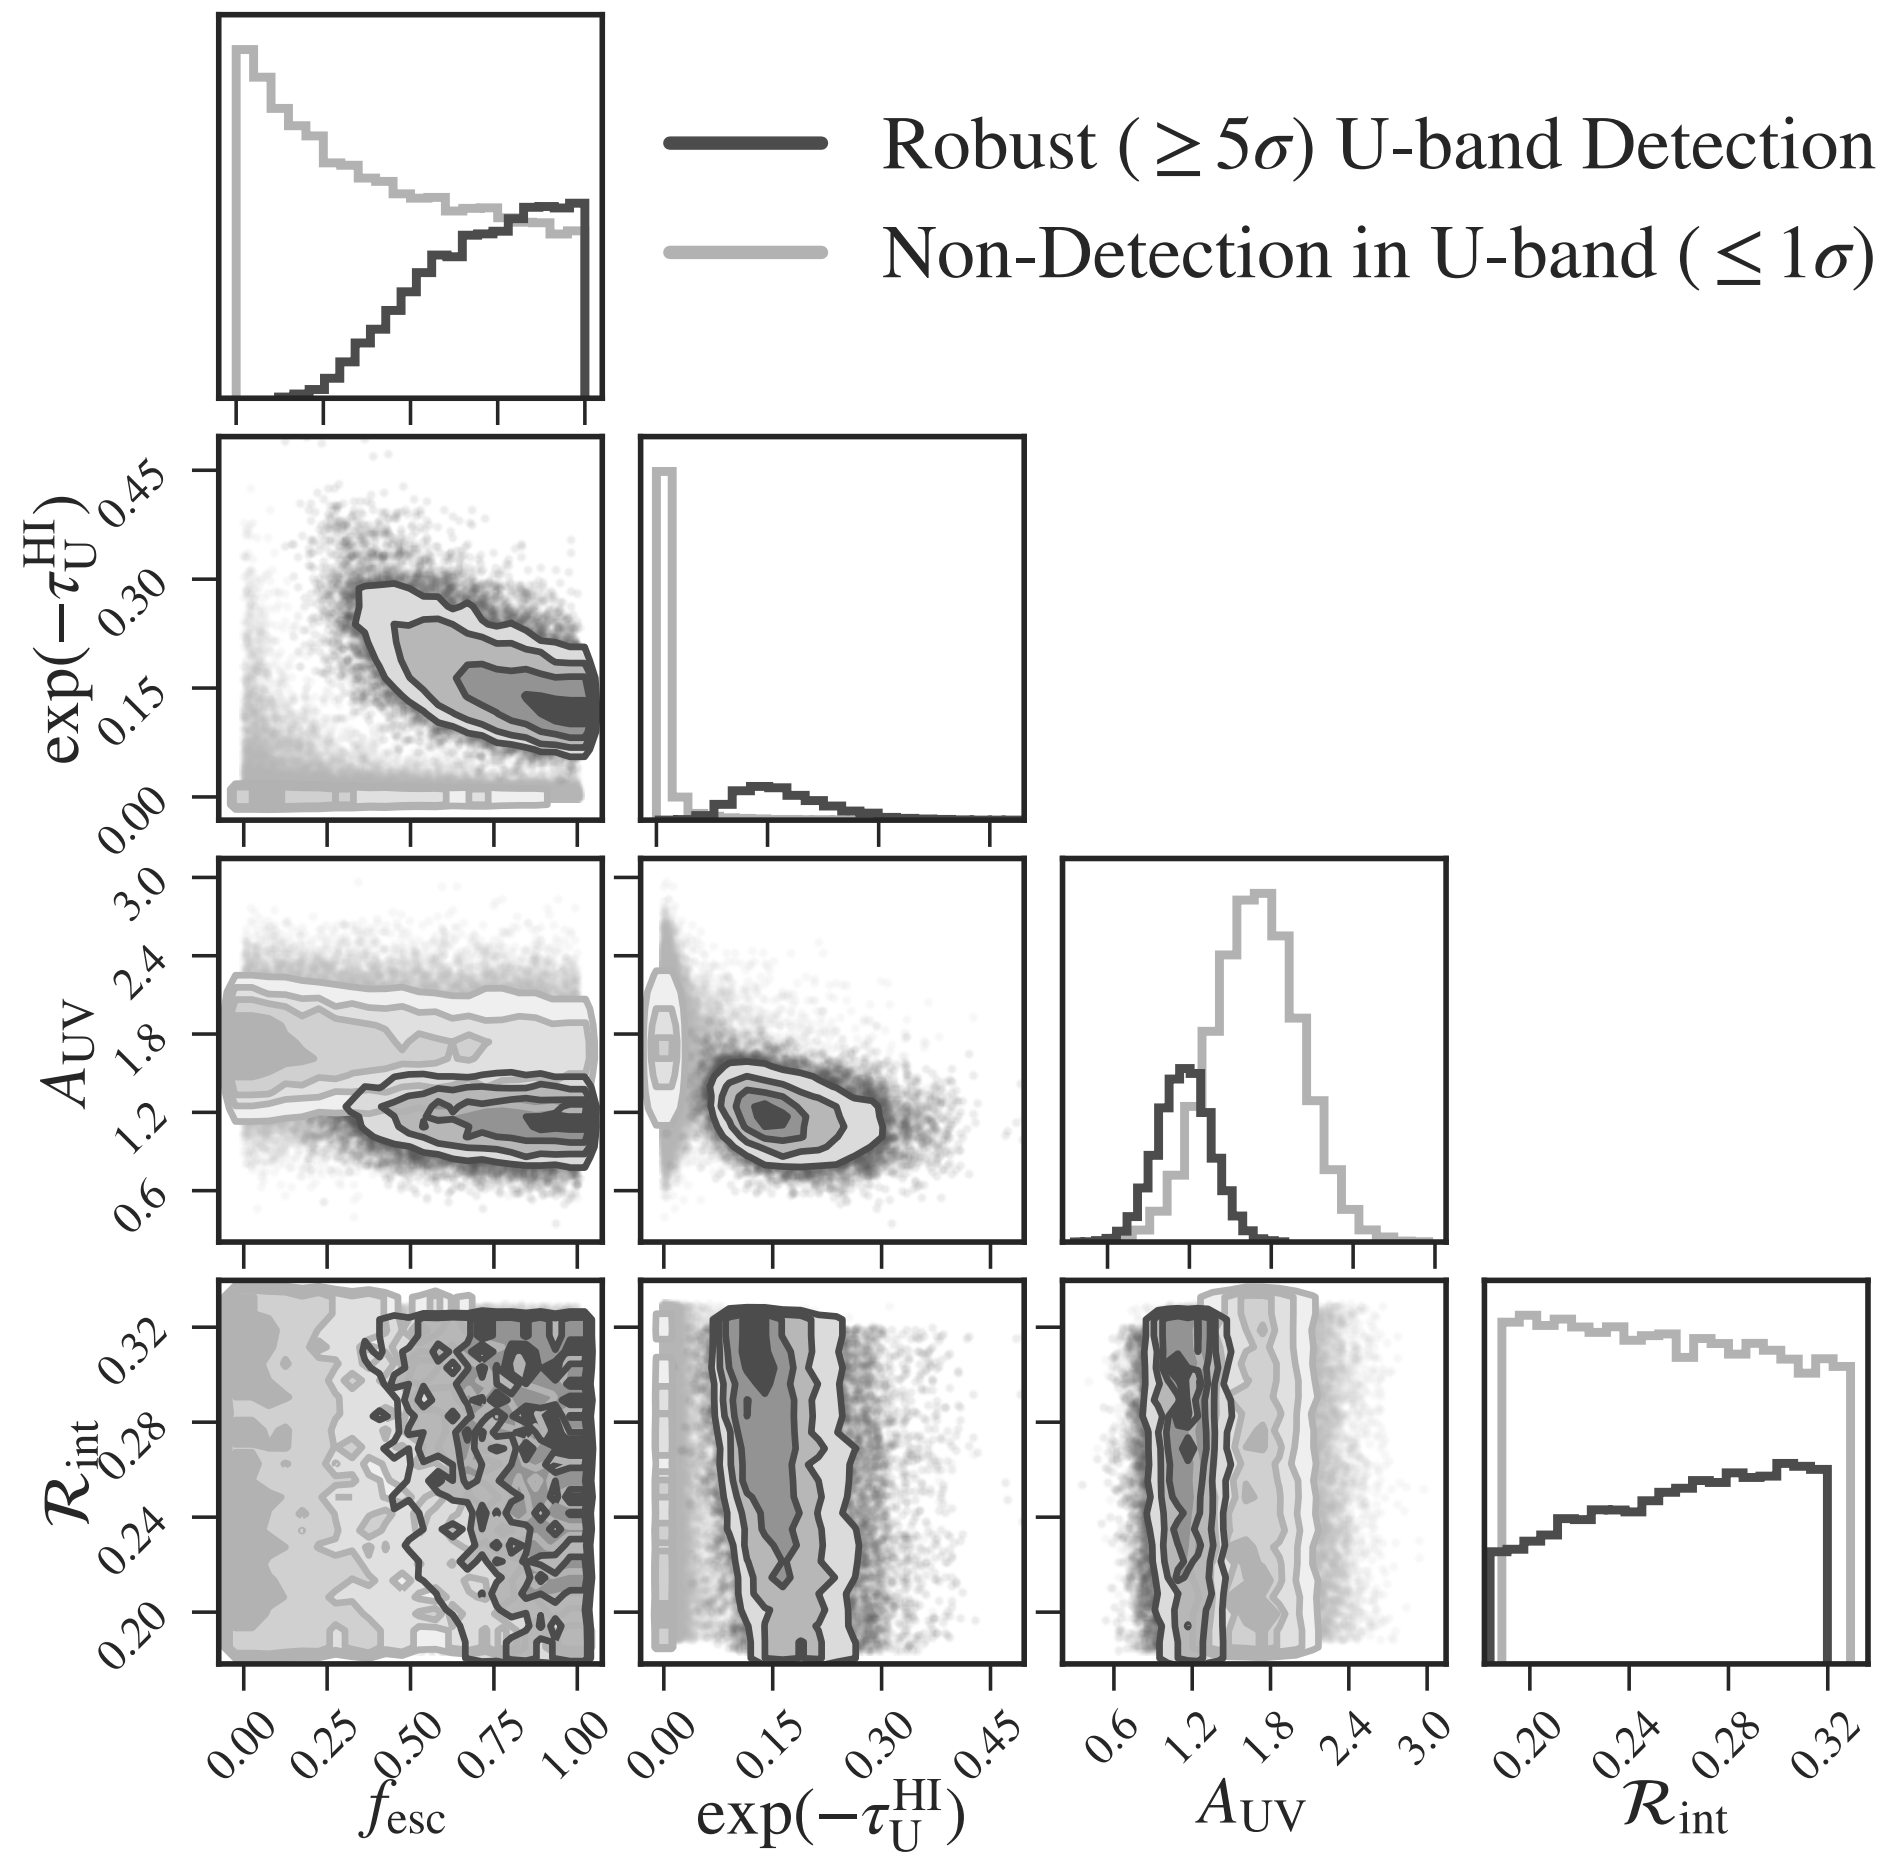 Robust (≥5σ) U-band Detection
Non-Detection in U-band (≤1σ)
exp(−τ_U^HI)
0.45
0.30
0.15
0.00
A_UV
3.0
2.4
1.8
1.2
0.6
ℛ_int
0.32
0.28
0.24
0.20
0.00 0.25 0.50 0.75 1.00
0.00 0.15 0.30 0.45
0.6 1.2 1.8 2.4 3.0
0.20 0.24 0.28 0.32
f_esc
exp(−τ_U^HI)
A_UV
ℛ_int